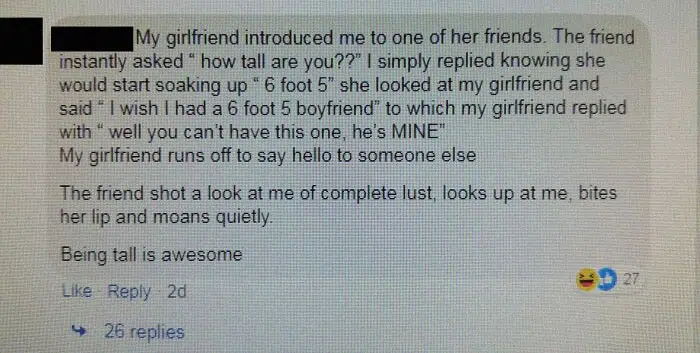 My girlfriend introduced me to one of her friends. The friend
instantly asked “ how tall are you??” I simply replied knowing she
would start soaking up “ 6 foot 5” she looked at my girlfriend and
said “ I wish I had a 6 foot 5 boyfriend” to which my girlfriend replied
with “ well you can't have this one, he's MINE”
My girlfriend runs off to say hello to someone else
The friend shot a look at me of complete lust, looks up at me, bites
her lip and moans quietly.
Being tall is awesome
27
Like · Reply · 2d
26 replies